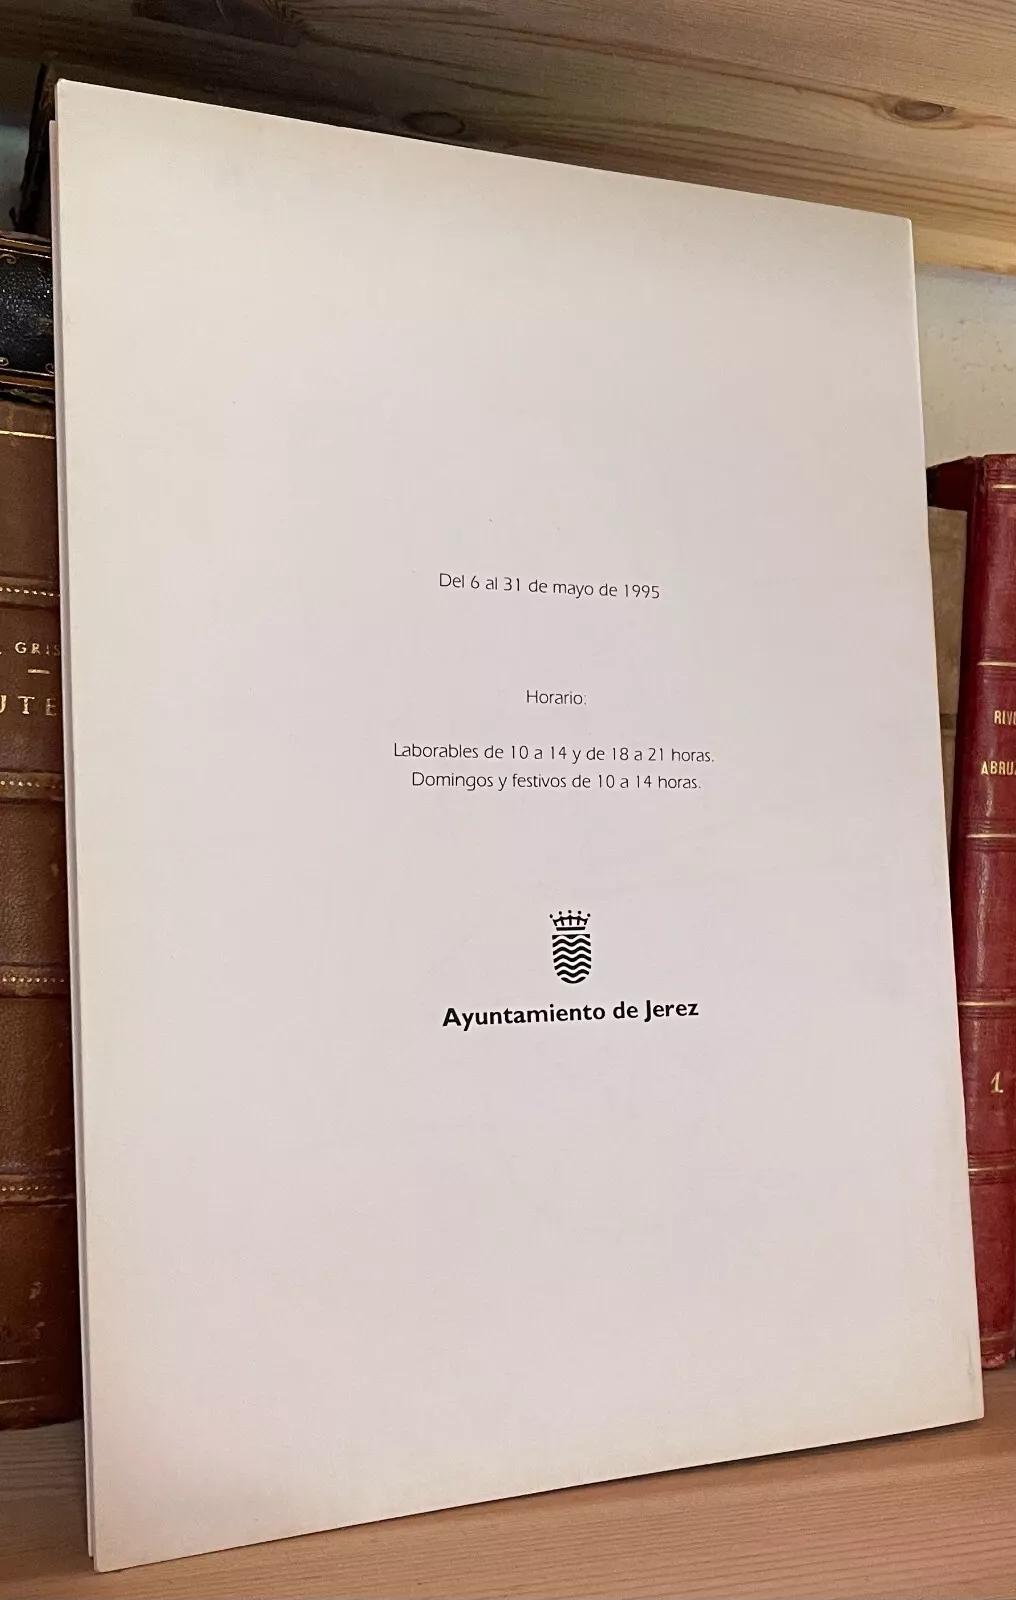 Del 6 al 31 de mayo de 1995
Horario:
Laborables de 10 a 14 y de 18 a 21 horas.
Domingos y festivos de 10 a 14 horas.
Ayuntamiento de Jerez
1